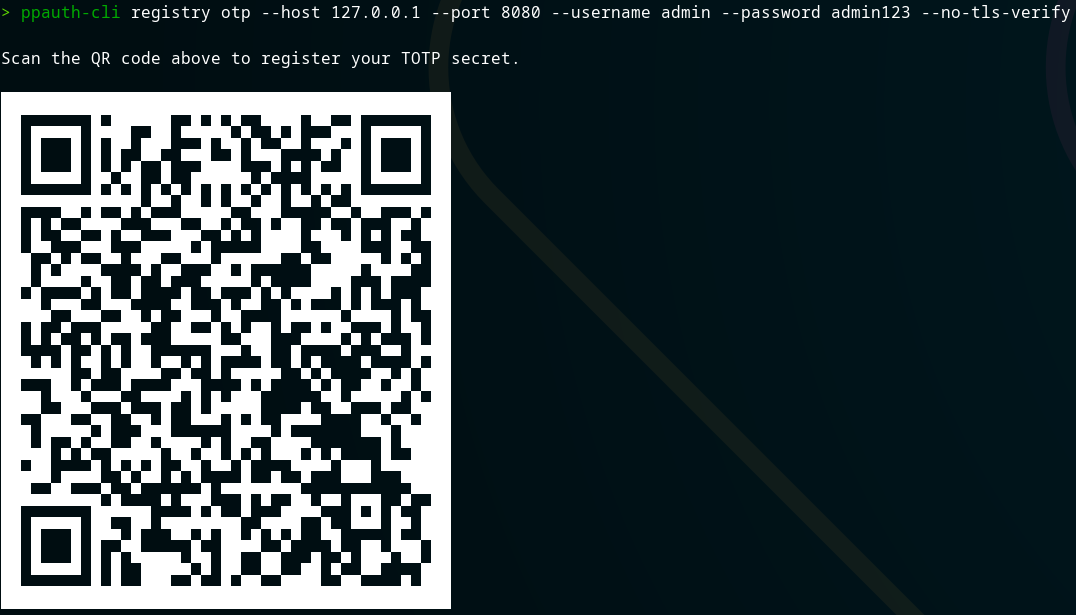 > ppauth-cli registry otp --host 127.0.0.1 --port 8080 --username admin --password admin123 --no-tls-verify
Scan the QR code above to register your TOTP secret.